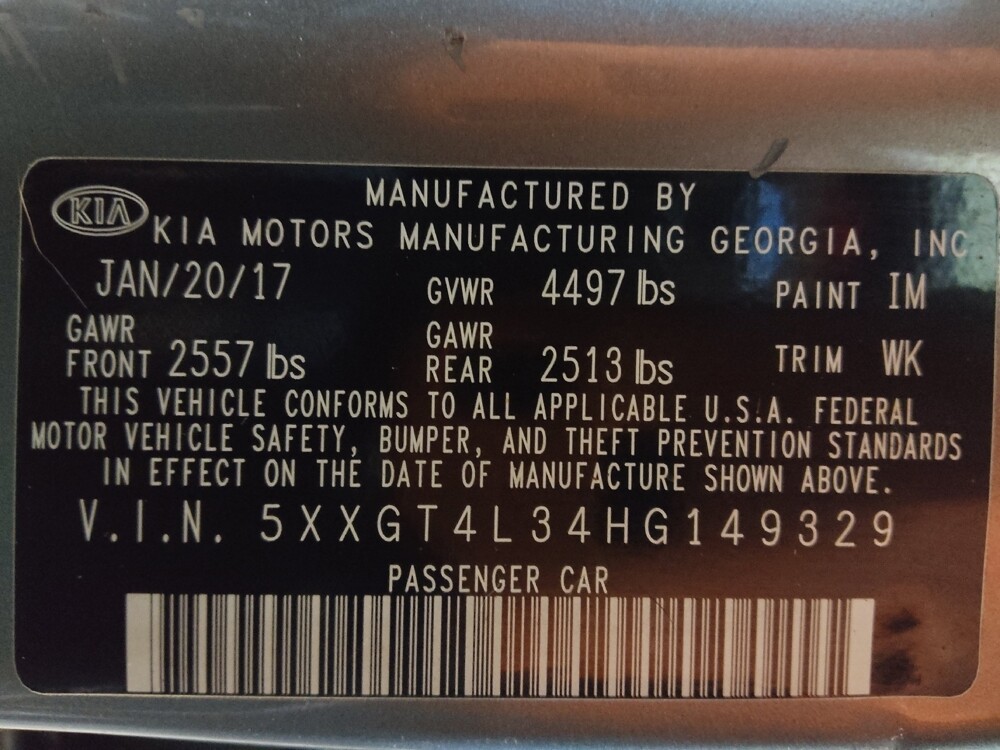 KIA
MANUFACTURED BY
KIA MOTORS MANUFACTURING GEORGIA, INC
JAN/20/17 GVWR 4497 lbs PAINT IM
GAWR FRONT 2557 lbs GAWR REAR 2513 lbs TRIM WK
THIS VEHICLE CONFORMS TO ALL APPLICABLE U.S.A. FEDERAL
MOTOR VEHICLE SAFETY, BUMPER, AND THEFT PREVENTION STANDARDS
IN EFFECT ON THE DATE OF MANUFACTURE SHOWN ABOVE.
V.I.N. 5XXGT4L34HG149329
PASSENGER CAR